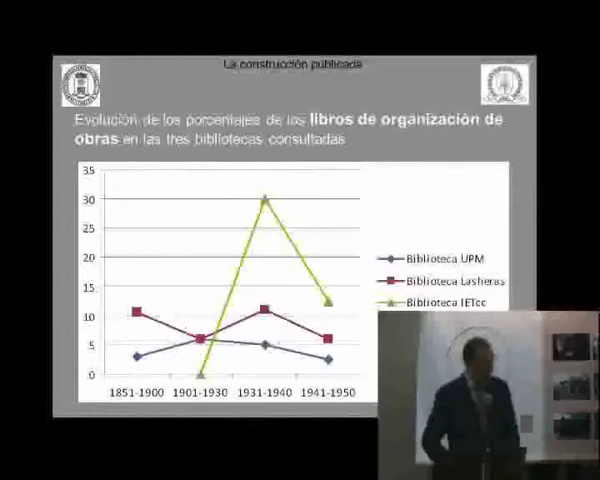 La construcción publicada
Evolución de los porcentajes de los libros de organización de
obras en las tres bibliotecas consultadas
35
30
25
20
15
10
5
0
1851-1900 1901-1930 1931-1940 1941-1950
Biblioteca UPM
Biblioteca Lasheras
Biblioteca IETcc